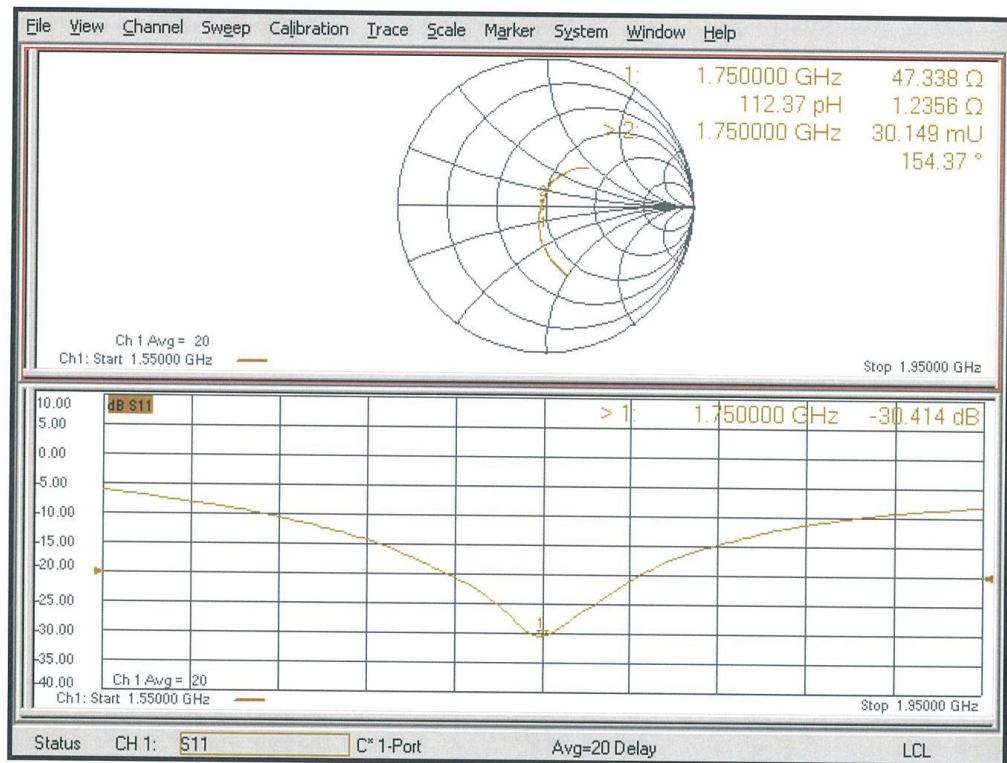 File View Channel Sweep Calibration Trace Scale Marker System Window Help
1: 1.750000 GHz 47.338 Ω
112.37 pH 1.2356 Ω
> 2: 1.750000 GHz 30.149 mU
154.37 °
Ch 1 Avg = 20
Ch1: Start 1.55000 GHz
Stop 1.95000 GHz
10.00
dB S11
> 1: 1.750000 GHz -30.414 dB
5.00
0.00
-5.00
-10.00
-15.00
-20.00
-25.00
-30.00
1
-35.00
-40.00
Ch 1 Avg = 20
Ch1: Start 1.55000 GHz
Stop 1.95000 GHz
Status CH 1: S11 C* 1-Port Avg=20 Delay LCL